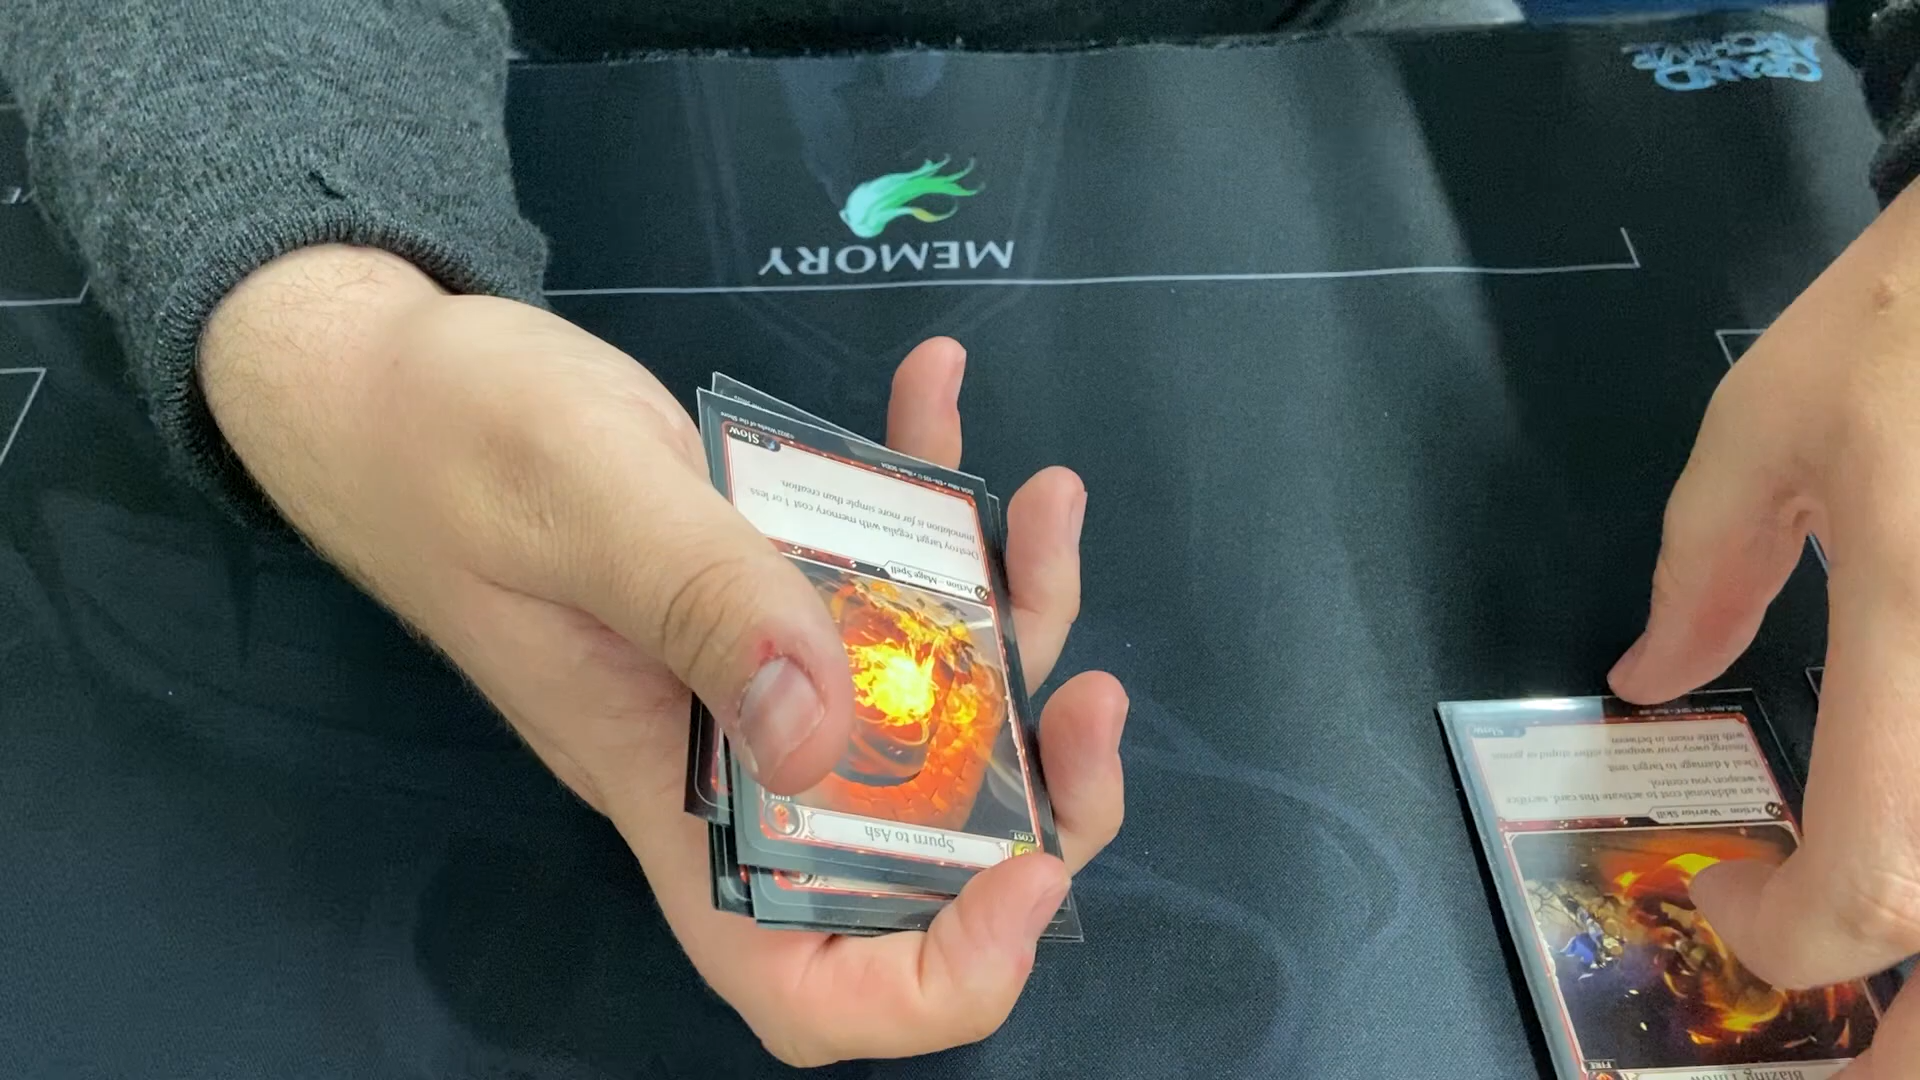 GRAND
ARCHIVE
MEMORY
COST
Spurn to Ash
FIRE
Action – Mage Spell
Destroy target regalia with memory cost 1 or less.
Immolation is far more simple than creation.
Slow
Blazing Throw
FIRE
Action – Warrior Skill
As an additional cost to activate this card, sacrifice
a weapon you control.
Deal 4 damage to target unit.
Tossing away your weapon is either stupid or genius
with little room in between.
Slow